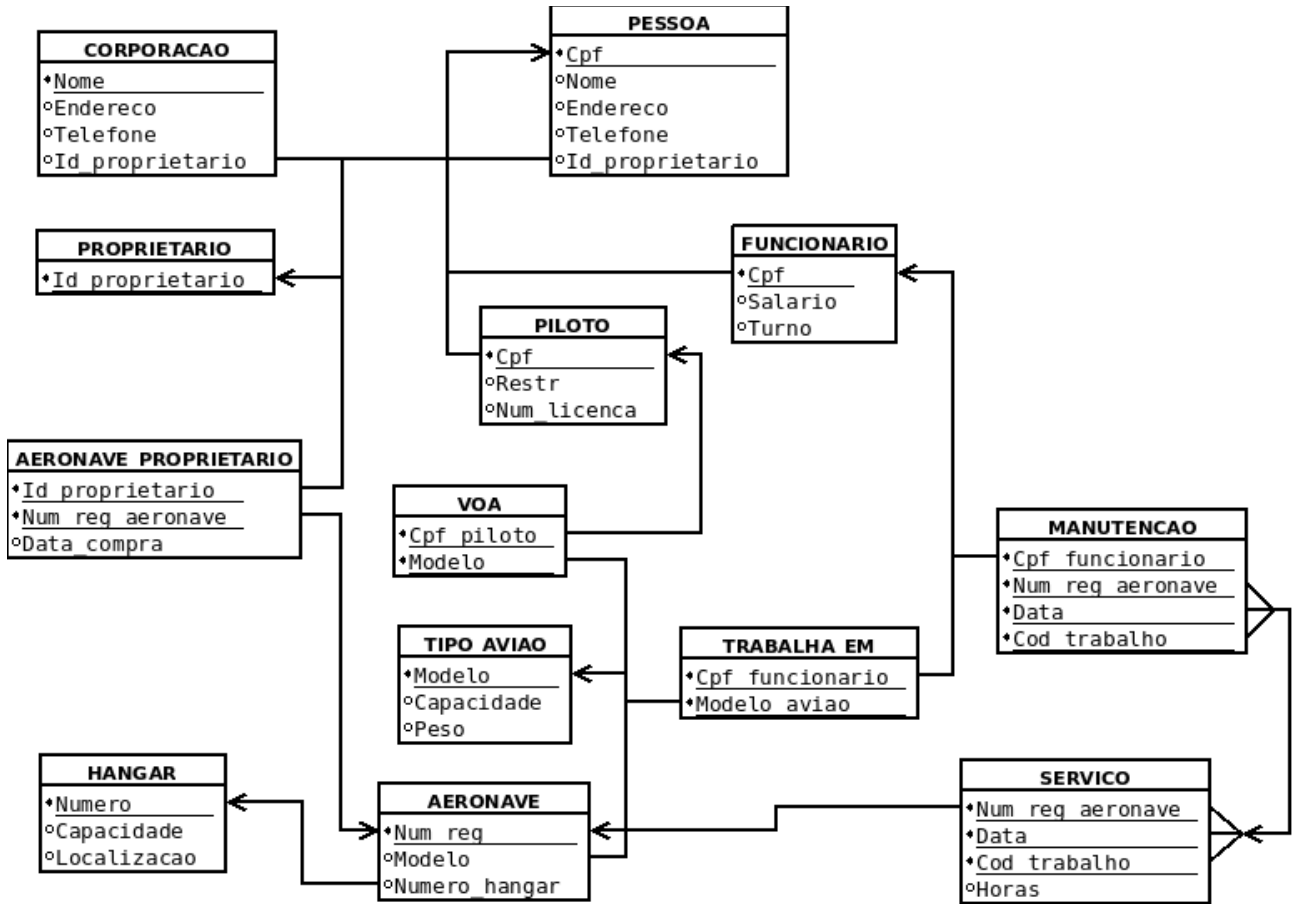 CORPORACAO
Nome
Endereco
Telefone
Id_proprietario
PESSOA
Cpf
Nome
Endereco
Telefone
Id_proprietario
PROPRIETARIO
Id_proprietario
FUNCIONARIO
Cpf
Salario
Turno
PILOTO
Cpf
Restr
Num_licenca
AERONAVE_PROPRIETARIO
Id_proprietario
Num_reg_aeronave
Data_compra
VOA
Cpf_piloto
Modelo
MANUTENCAO
Cpf_funcionario
Num_reg_aeronave
Data
Cod_trabalho
TIPO_AVIAO
Modelo
Capacidade
Peso
TRABALHA_EM
Cpf_funcionario
Modelo_aviao
HANGAR
Numero
Capacidade
Localizacao
AERONAVE
Num_reg
Modelo
Numero_hangar
SERVICO
Num_reg_aeronave
Data
Cod_trabalho
Horas